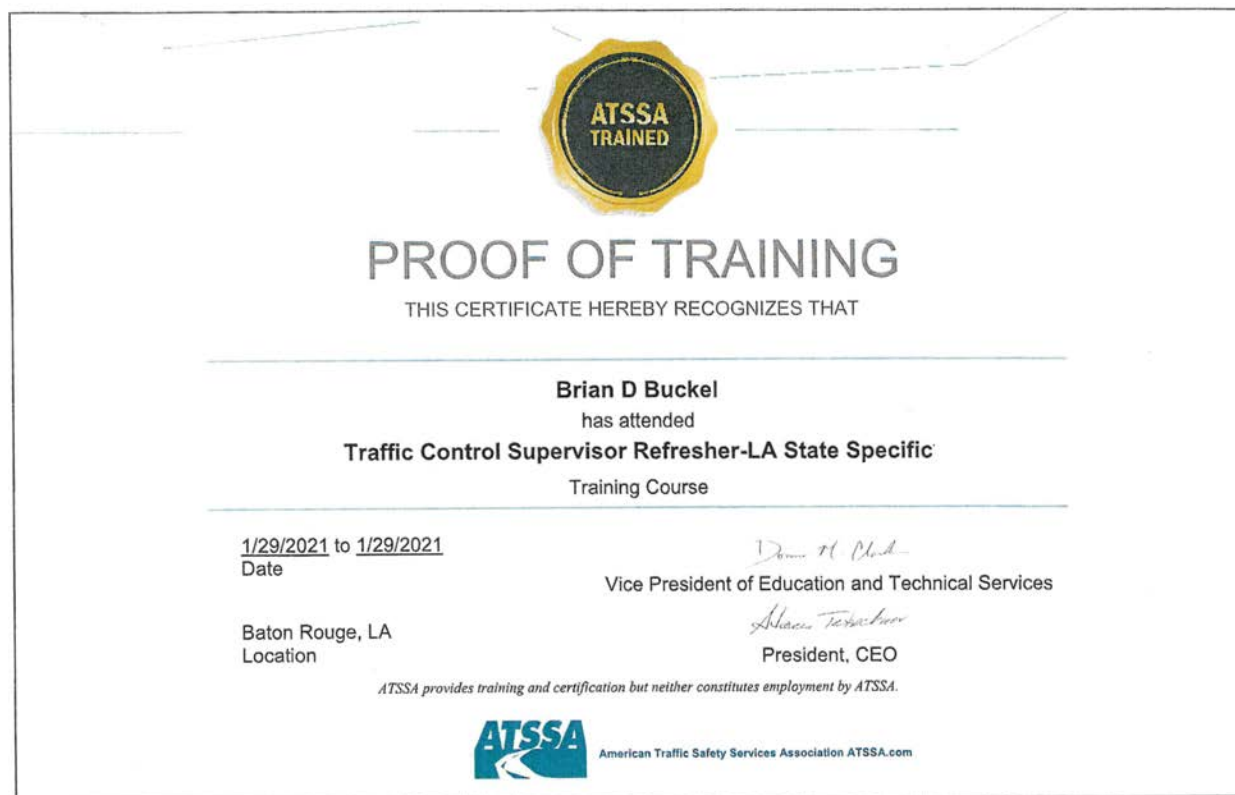 ATSSA
TRAINED
PROOF OF TRAINING
THIS CERTIFICATE HEREBY RECOGNIZES THAT
Brian D Buckel
has attended
Traffic Control Supervisor Refresher-LA State Specific
Training Course
1/29/2021 to 1/29/2021
Date
Vice President of Education and Technical Services
Baton Rouge, LA
Location
President, CEO
ATSSA provides training and certification but neither constitutes employment by ATSSA.
ATSSA
American Traffic Safety Services Association ATSSA.com